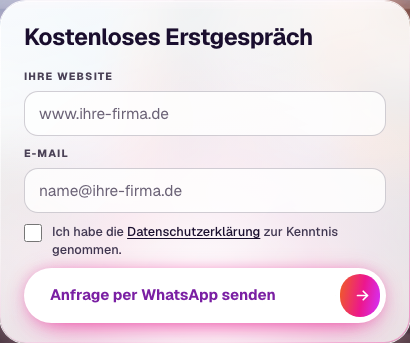 Kostenloses Erstgespräch
IHRE WEBSITE
www.ihre-firma.de
E-MAIL
name@ihre-firma.de
Ich habe die Datenschutzerklärung zur Kenntnis
genommen.
Anfrage per WhatsApp senden →